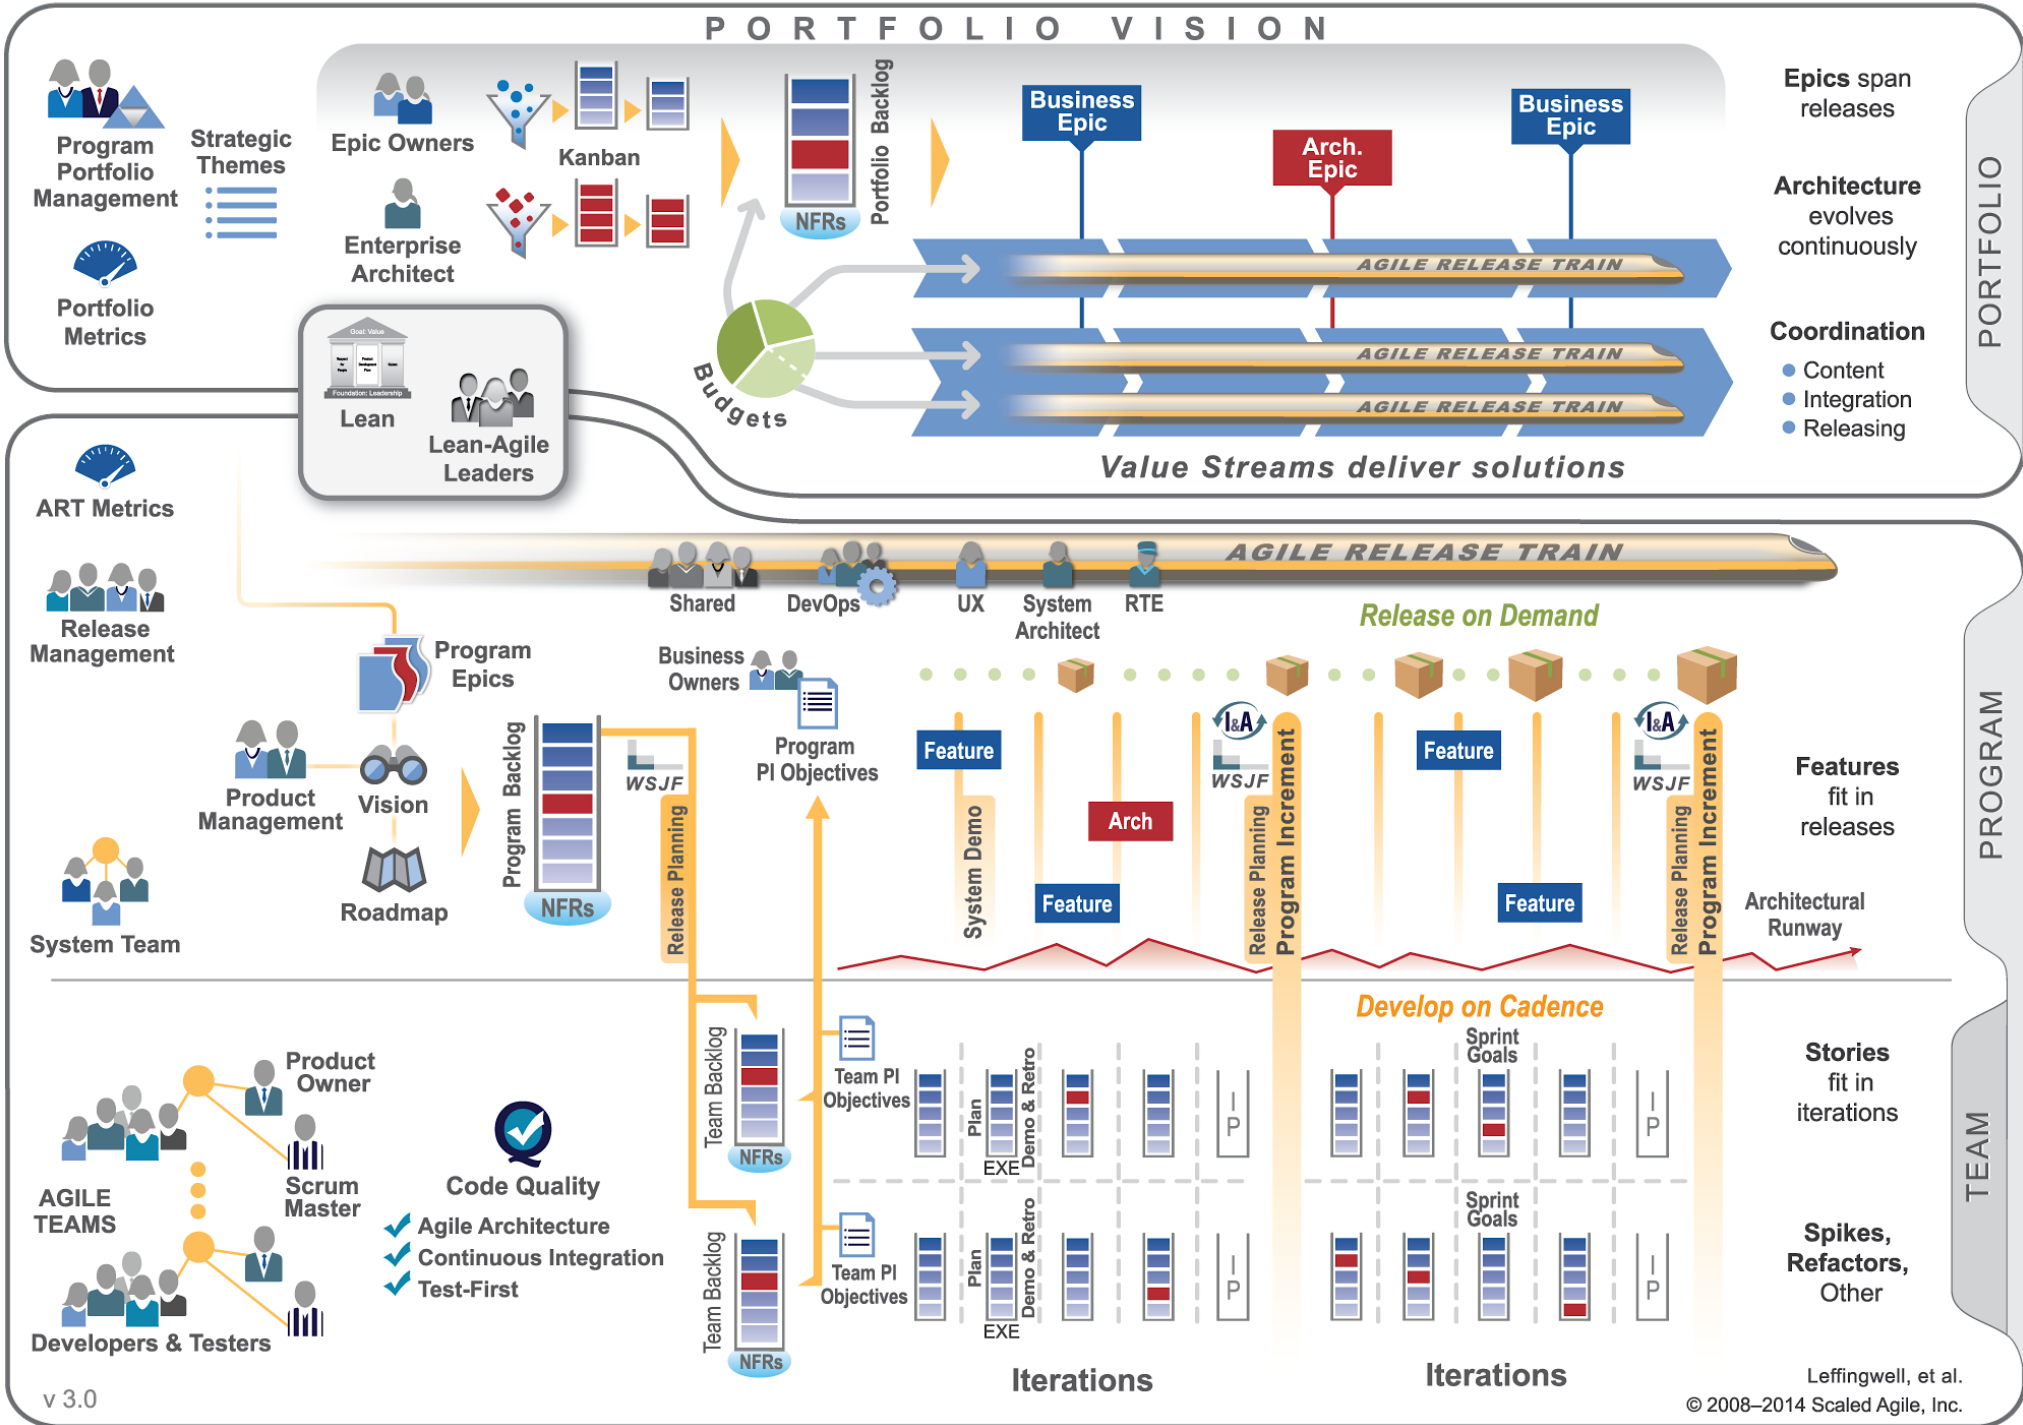 PORTFOLIO VISION
Program
Portfolio
Management
Strategic
Themes
Portfolio
Metrics
Epic Owners
Kanban
Enterprise
Architect
Portfolio Backlog
NFRs
Budgets
Business
Epic
Arch.
Epic
Business
Epic
AGILE RELEASE TRAIN
AGILE RELEASE TRAIN
AGILE RELEASE TRAIN
Value Streams deliver solutions
Epics span
releases
Architecture
evolves
continuously
Coordination
Content
Integration
Releasing
PORTFOLIO
Goal: Value
Foundation: Leadership
Lean
Lean-Agile
Leaders
ART Metrics
Release
Management
Program
Epics
Product
Management
Vision
Roadmap
System Team
Program Backlog
NFRs
WSJF
Release Planning
AGILE RELEASE TRAIN
Shared
DevOps
UX
System
Architect
RTE
Release on Demand
Business
Owners
Program
PI Objectives
Feature
System Demo
Arch
Feature
I&A
WSJF
Release Planning
Program Increment
Feature
Feature
I&A
WSJF
Release Planning
Program Increment
Features
fit in
releases
Architectural
Runway
PROGRAM
Develop on Cadence
AGILE
TEAMS
Product
Owner
Scrum
Master
Developers & Testers
Code Quality
Agile Architecture
Continuous Integration
Test-First
Team Backlog
NFRs
Team PI
Objectives
Plan
EXE
Demo & Retro
I
P
Sprint
Goals
I
P
Team Backlog
NFRs
Team PI
Objectives
Plan
EXE
Demo & Retro
I
P
Sprint
Goals
I
P
Iterations
Iterations
Stories
fit in
iterations
Spikes,
Refactors,
Other
TEAM
v 3.0
Leffingwell, et al.
© 2008–2014 Scaled Agile, Inc.